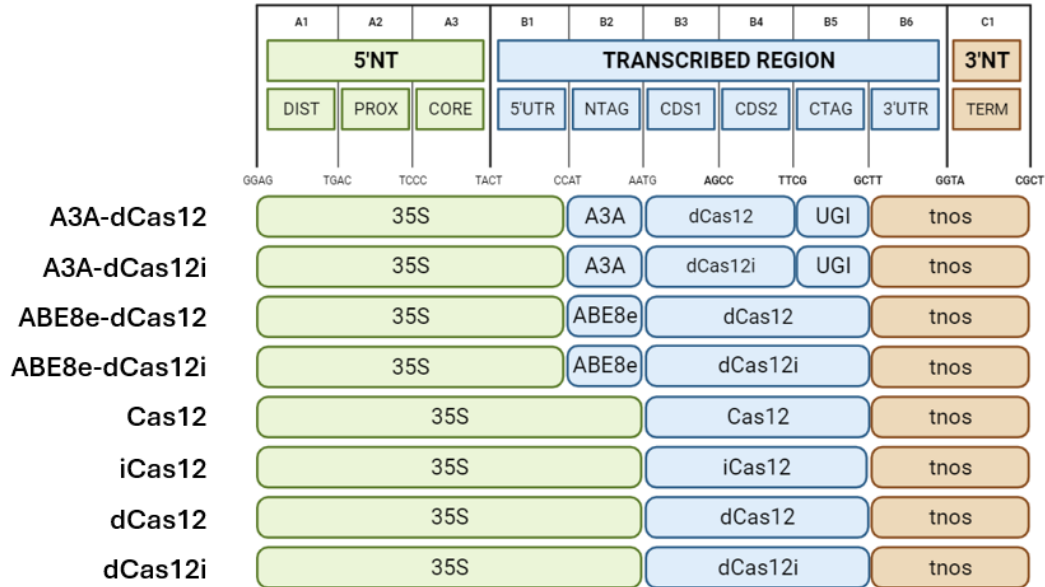 A1 A2 A3 B1 B2 B3 B4 B5 B6 C1
5'NT TRANSCRIBED REGION 3'NT
DIST PROX CORE 5'UTR NTAG CDS1 CDS2 CTAG 3'UTR TERM
GGAG TGAC TCCC TACT CCAT AATG AGCC TTCG GCTT GGTA CGCT
A3A-dCas12 35S A3A dCas12 UGI tnos
A3A-dCas12i 35S A3A dCas12i UGI tnos
ABE8e-dCas12 35S ABE8e dCas12 tnos
ABE8e-dCas12i 35S ABE8e dCas12i tnos
Cas12 35S Cas12 tnos
iCas12 35S iCas12 tnos
dCas12 35S dCas12 tnos
dCas12i 35S dCas12i tnos